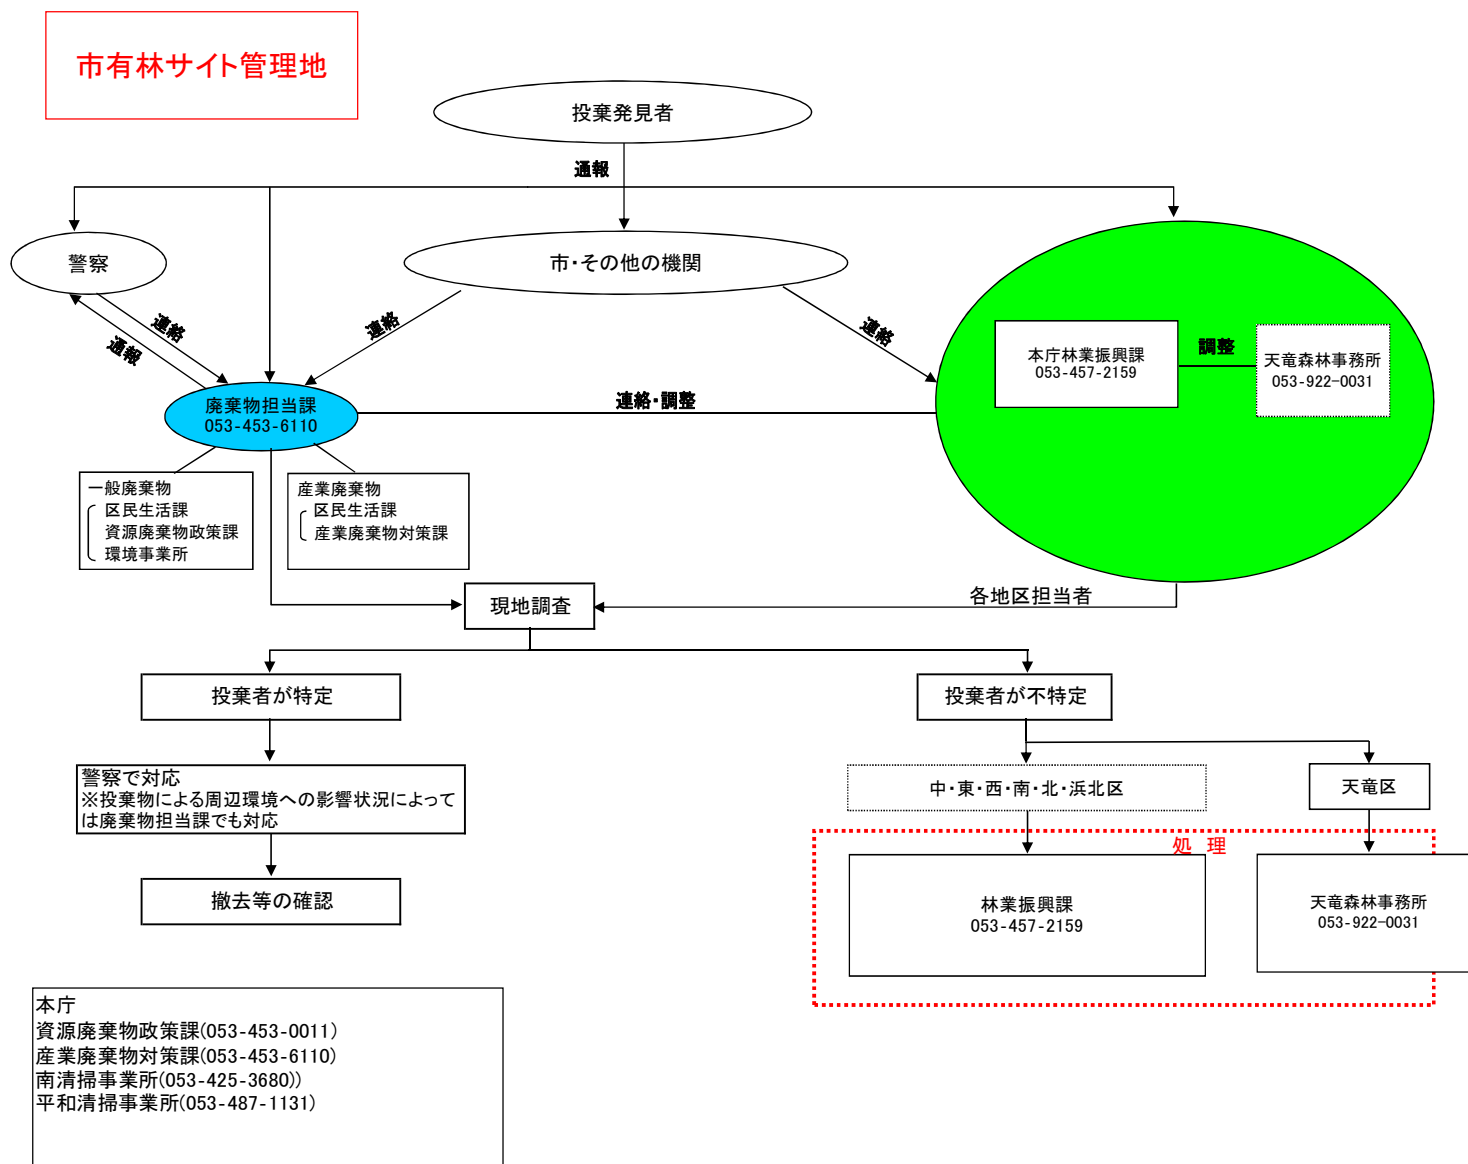 市有林サイト管理地
投棄発見者
通報
警察
市・その他の機関
連絡
通報
連絡
連絡
本庁林業振興課
053-457-2159
調整
天竜森林事務所
053-922-0031
廃棄物担当課
053-453-6110
連絡・調整
一般廃棄物
区民生活課
資源廃棄物政策課
環境事業所
産業廃棄物
区民生活課
産業廃棄物対策課
現地調査
各地区担当者
投棄者が特定
投棄者が不特定
警察で対応
※投棄物による周辺環境への影響状況によって
は廃棄物担当課でも対応
中・東・西・南・北・浜北区
天竜区
処 理
撤去等の確認
林業振興課
053-457-2159
天竜森林事務所
053-922-0031
本庁
資源廃棄物政策課(053-453-0011)
産業廃棄物対策課(053-453-6110)
南清掃事業所(053-425-3680))
平和清掃事業所(053-487-1131)